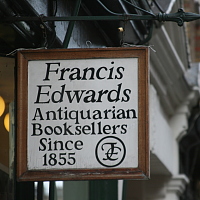 Francis
Edwards
Antiquarian
Booksellers
Since
1855